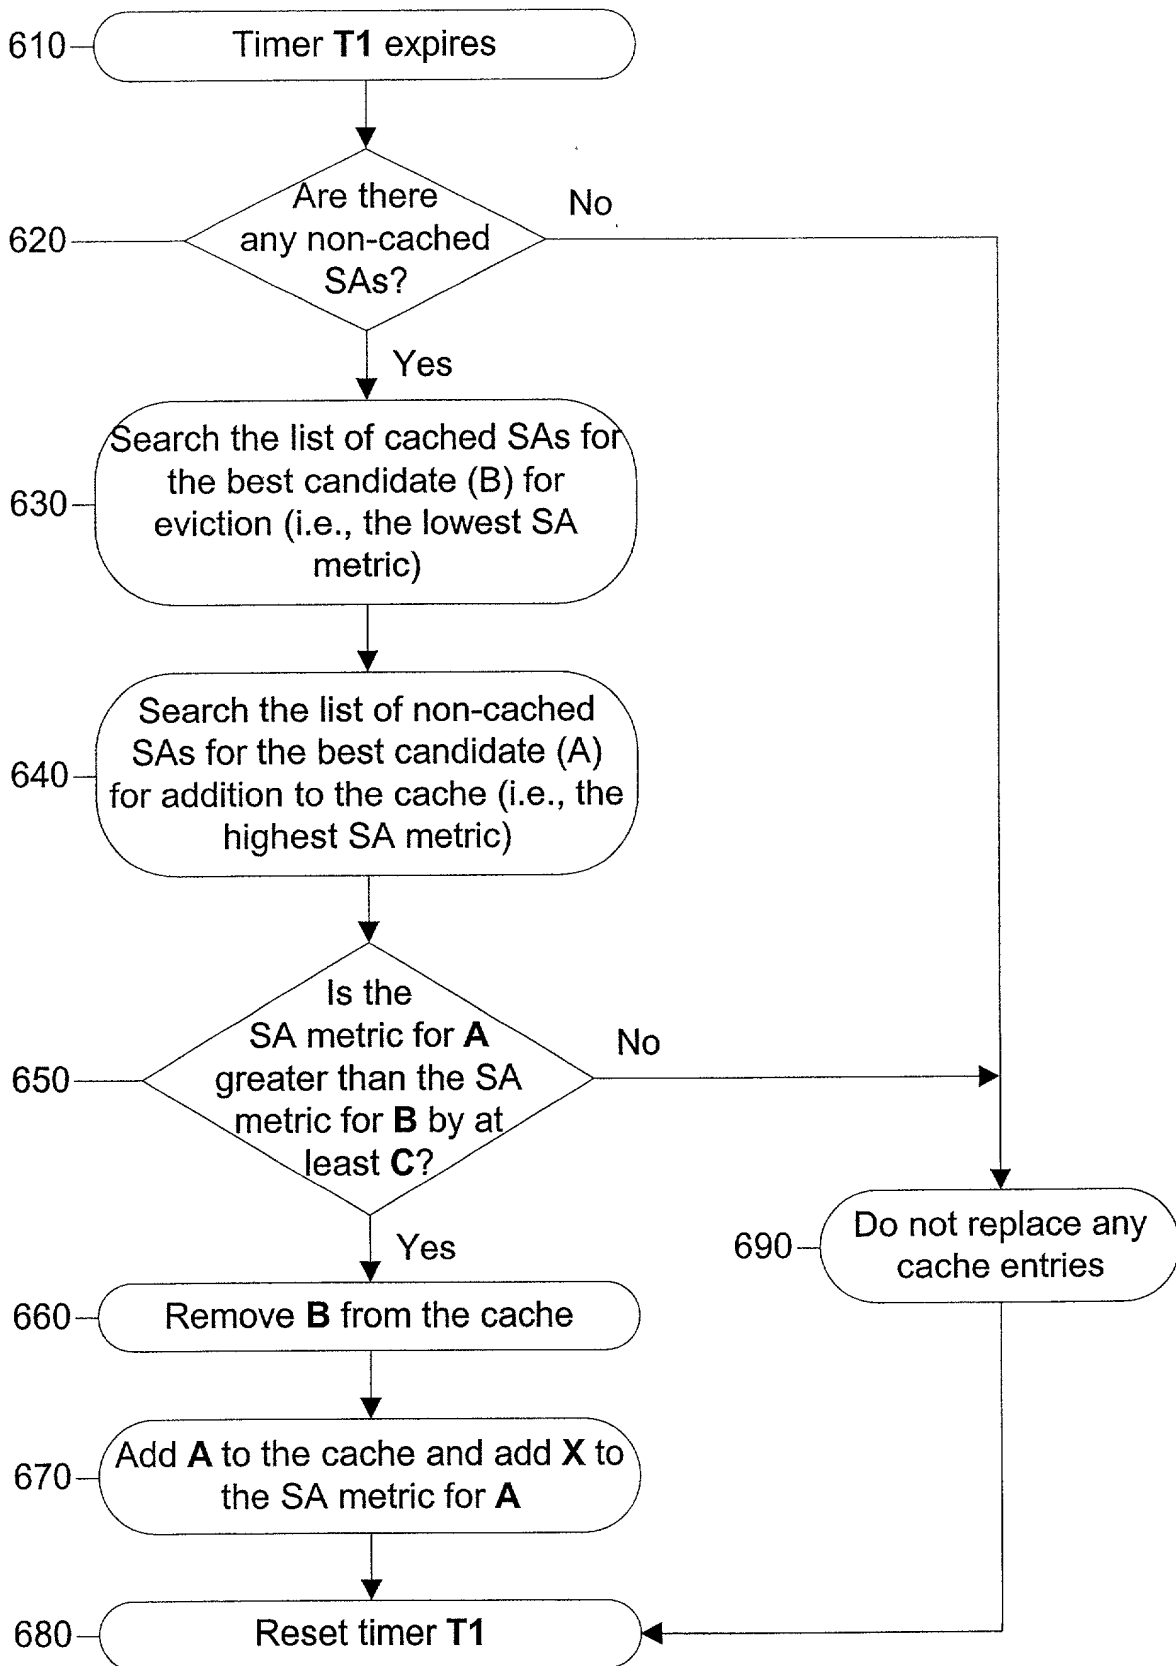 610
Timer T1 expires
Are there
any non-cached
SAs?
620
No
Yes
Search the list of cached SAs for
the best candidate (B) for
eviction (i.e., the lowest SA
metric)
630
Search the list of non-cached
SAs for the best candidate (A)
for addition to the cache (i.e., the
highest SA metric)
640
Is the
SA metric for A
greater than the SA
metric for B by at
least C?
650
No
Yes
690
Do not replace any
cache entries
660
Remove B from the cache
670
Add A to the cache and add X to
the SA metric for A
680
Reset timer T1